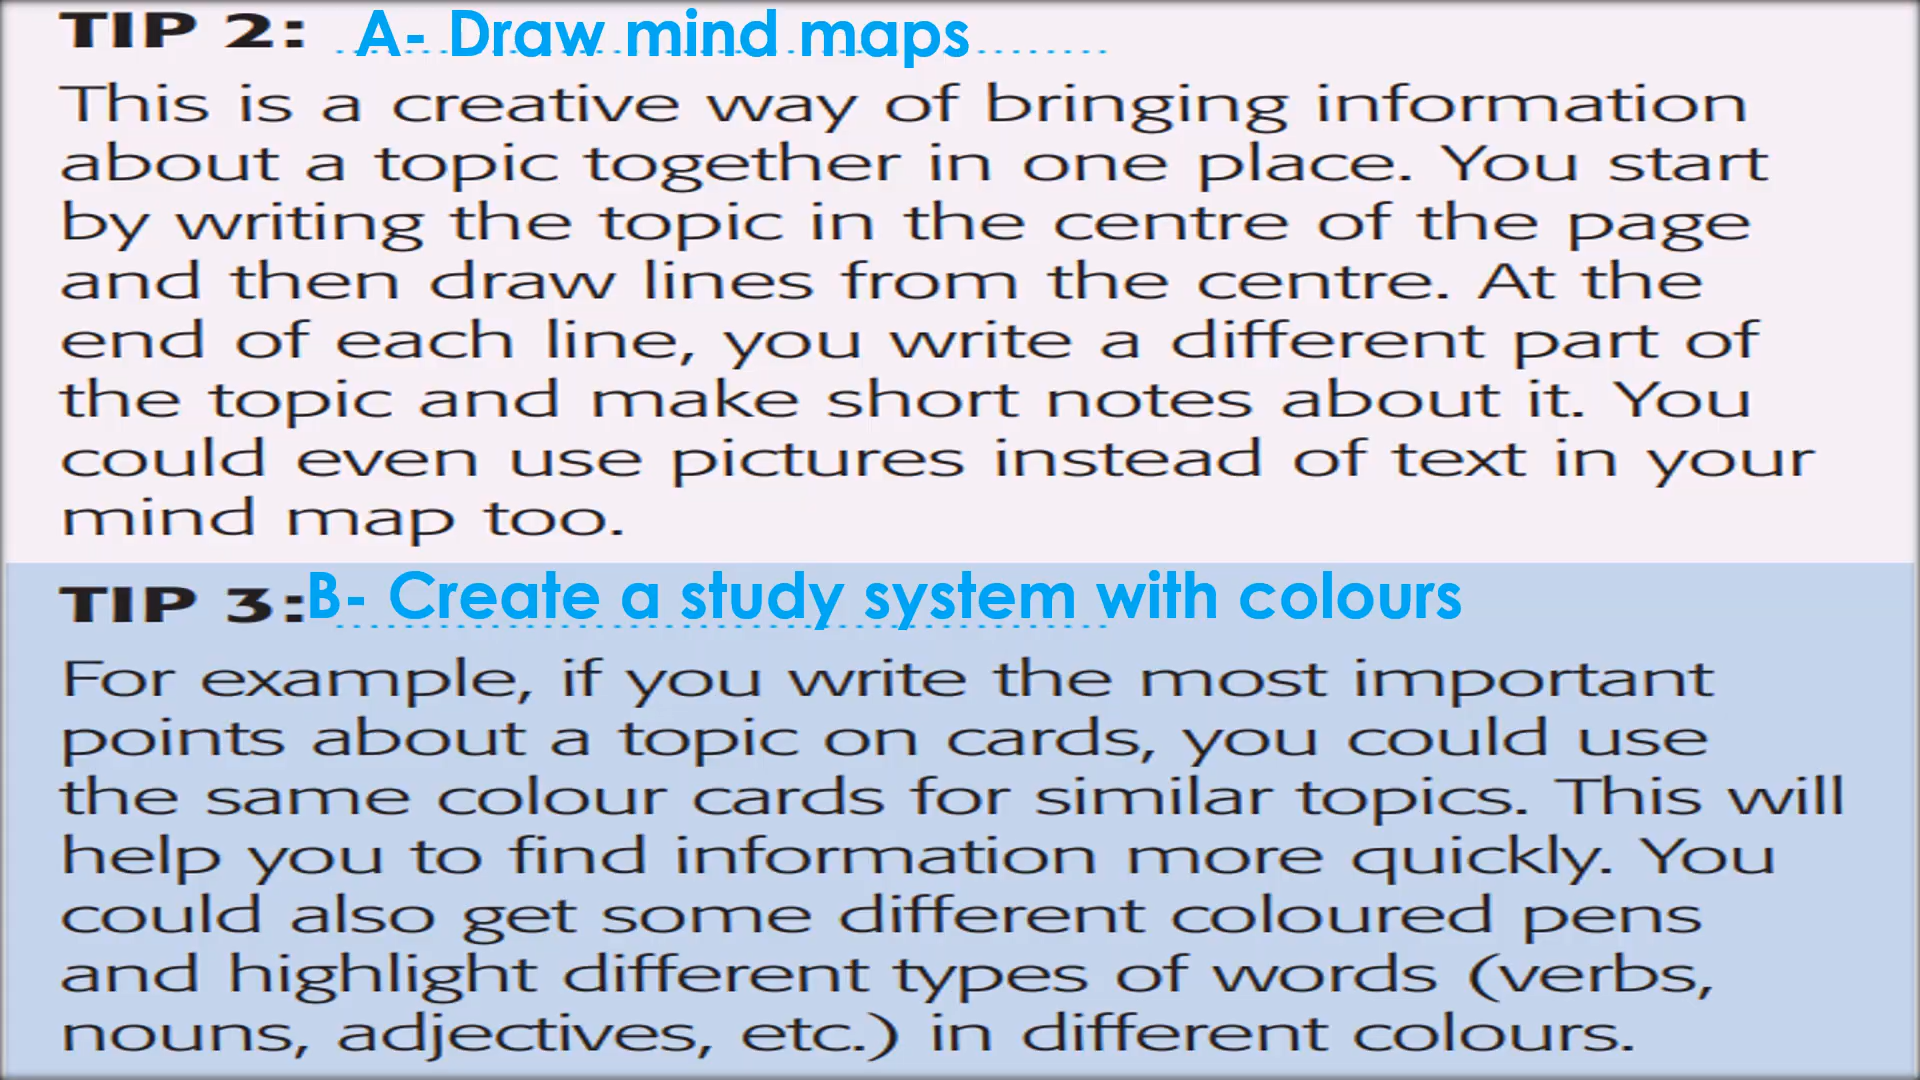 TIP 2: A- Draw mind maps
This is a creative way of bringing information
about a topic together in one place. You start
by writing the topic in the centre of the page
and then draw lines from the centre. At the
end of each line, you write a different part of
the topic and make short notes about it. You
could even use pictures instead of text in your
mind map too.
TIP 3: B- Create a study system with colours
For example, if you write the most important
points about a topic on cards, you could use
the same colour cards for similar topics. This will
help you to find information more quickly. You
could also get some different coloured pens
and highlight different types of words (verbs,
nouns, adjectives, etc.) in different colours.